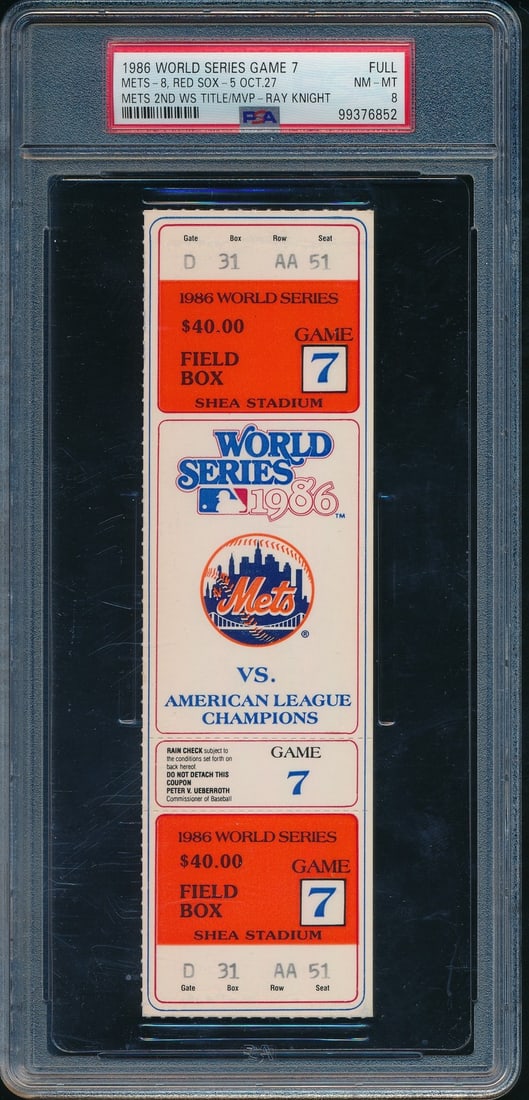 1986 WORLD SERIES GAME 7 FULL
METS-8, RED SOX-5 OCT.27 NM-MT
METS 2ND WS TITLE/MVP-RAY KNIGHT 8
PSA 99376852
Gate Box Row Seat
D 31 AA 51
1986 WORLD SERIES
$40.00
GAME
FIELD
BOX
7
SHEA STADIUM
WORLD
SERIES
1986 TM
Mets
®
VS.
AMERICAN LEAGUE
CHAMPIONS
RAIN CHECK subject to
the conditions set forth on
back hereof.
DO NOT DETACH THIS
COUPON
PETER V. UEBERROTH
Commissioner of Baseball
GAME
7
1986 WORLD SERIES
$40.00
GAME
FIELD
BOX
7
SHEA STADIUM
D 31 AA 51
Gate Box Row Seat